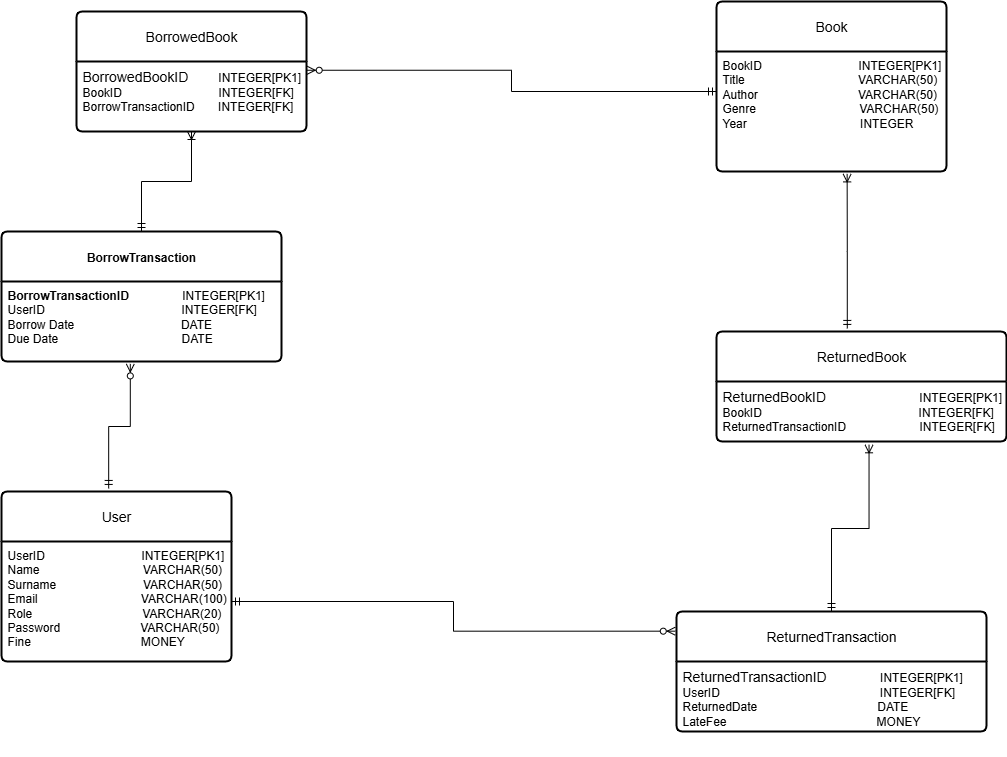 BorrowedBook
BorrowedBookID INTEGER[PK1]
BookID INTEGER[FK]
BorrowTransactionID INTEGER[FK]
Book
BookID INTEGER[PK1]
Title VARCHAR(50)
Author VARCHAR(50)
Genre VARCHAR(50)
Year INTEGER
BorrowTransaction
BorrowTransactionID INTEGER[PK1]
UserID INTEGER[FK]
Borrow Date DATE
Due Date DATE
ReturnedBook
ReturnedBookID INTEGER[PK1]
BookID INTEGER[FK]
ReturnedTransactionID INTEGER[FK]
User
UserID INTEGER[PK1]
Name VARCHAR(50)
Surname VARCHAR(50)
Email VARCHAR(100)
Role VARCHAR(20)
Password VARCHAR(50)
Fine MONEY
ReturnedTransaction
ReturnedTransactionID INTEGER[PK1]
UserID INTEGER[FK]
ReturnedDate DATE
LateFee MONEY